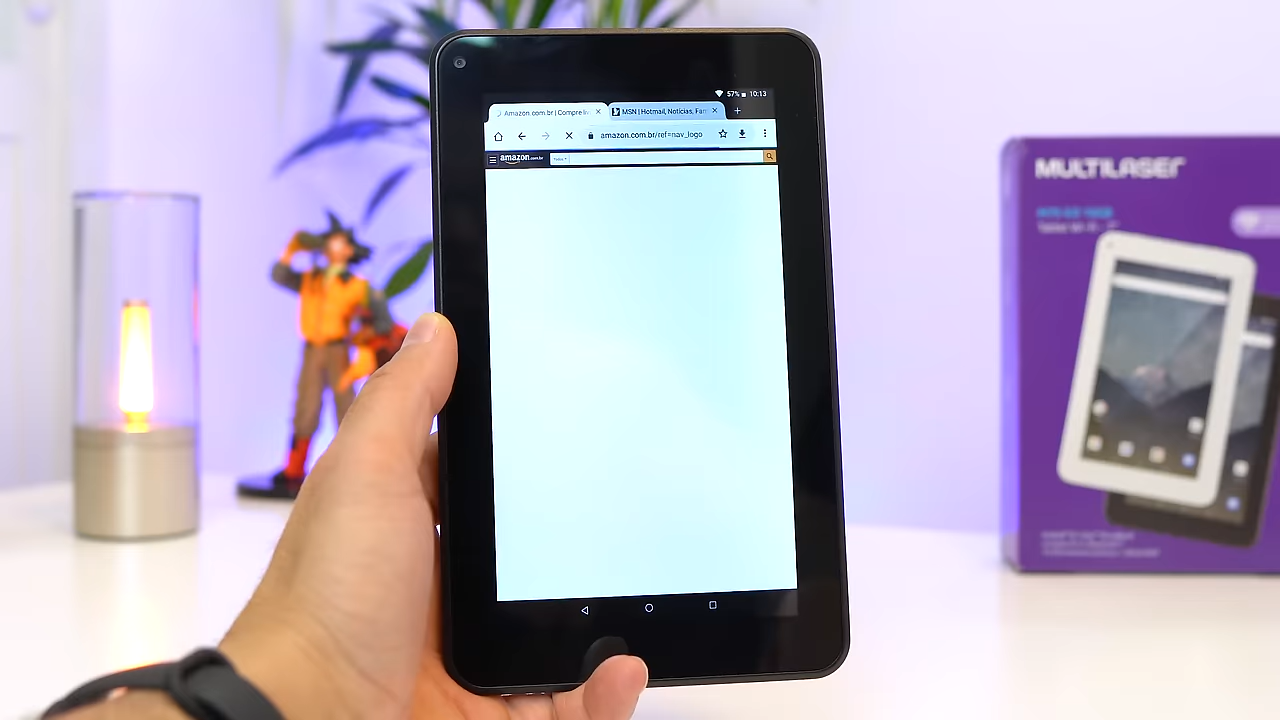 57% 10:13
Amazon.com.br | Compre MSN | Hotmail, Notícias, Fam
amazon.com.br/ref=nav_logo
amazon.com.br
MULTILASER